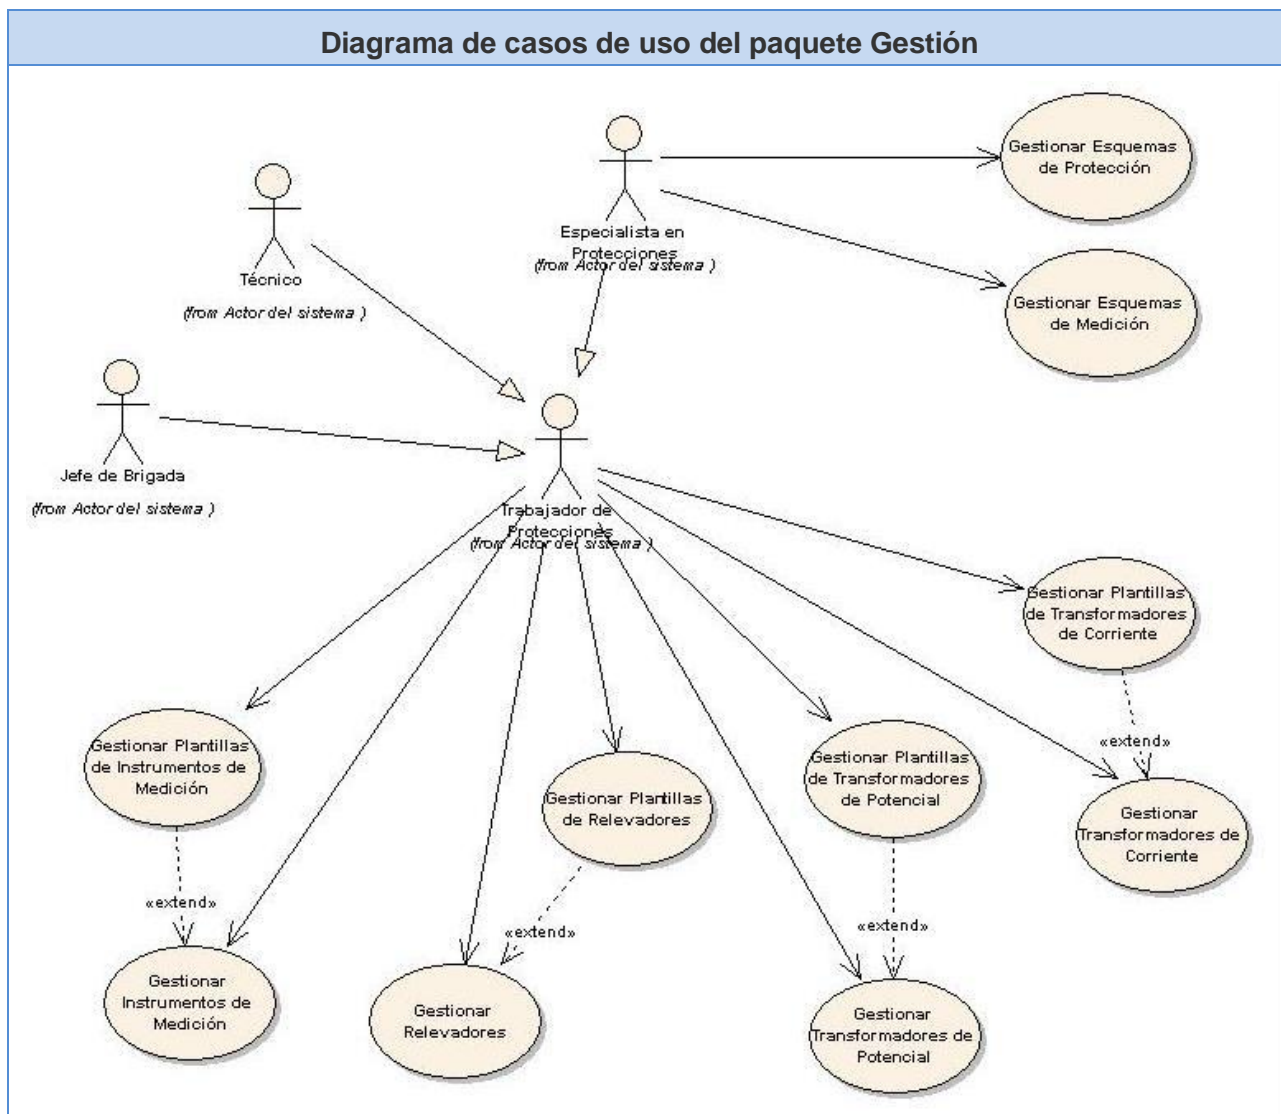 Diagrama de casos de uso del paquete Gestión
Gestionar Esquemas
de Protección
Especialista en
Protecciones
(from Actor del sistema )
Técnico
(from Actor del sistema )
Gestionar Esquemas
de Medición
Jefe de Brigada
(from Actor del sistema )
Trabajador de
Protecciones
(from Actor del sistema )
Gestionar Plantillas
de Transformadores
de Corriente
Gestionar Plantillas
de Instrumentos de
Medición
Gestionar Plantillas
de Relevadores
Gestionar Plantillas
de Transformadores
de Potencial
«extend»
Gestionar
Transformadores de
Corriente
«extend»
«extend»
«extend»
Gestionar
Instrumentos de
Medición
Gestionar
Relevadores
Gestionar
Transformadores de
Potencial